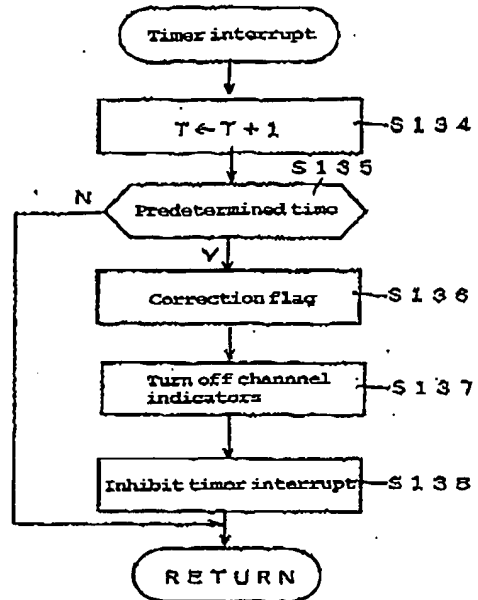 Timer interrupt
T ← T + 1
S134
S135
Predetermined time
N
Y
Correction flag
S136
Turn off channel
indicators
S137
Inhibit timer interrupt
S138
RETURN